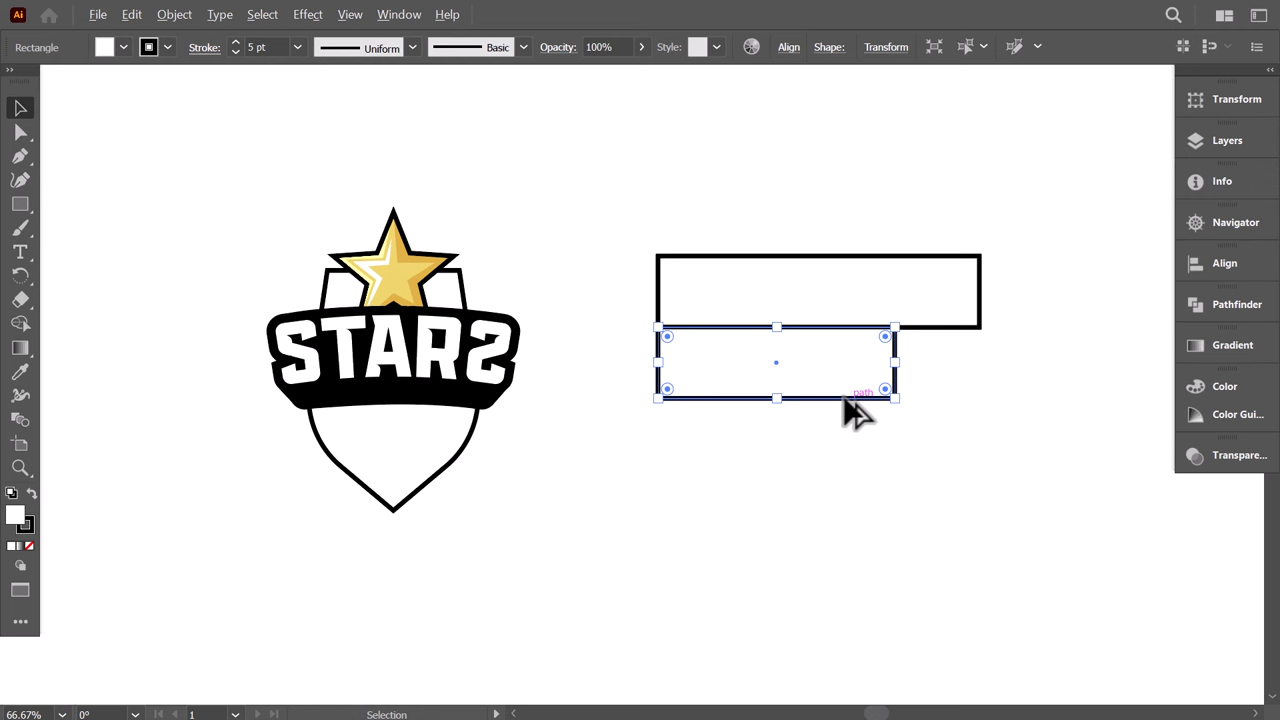 Ai File Edit Object Type Select Effect View Window Help
Rectangle Stroke: 5 pt Uniform Basic Opacity: 100% Style: Align Shape: Transform
Transform
Layers
Info
Navigator
Align
Pathfinder
Gradient
Color
Color Gui...
Transpare...
STARS
path
66.67% 0° 1 Selection